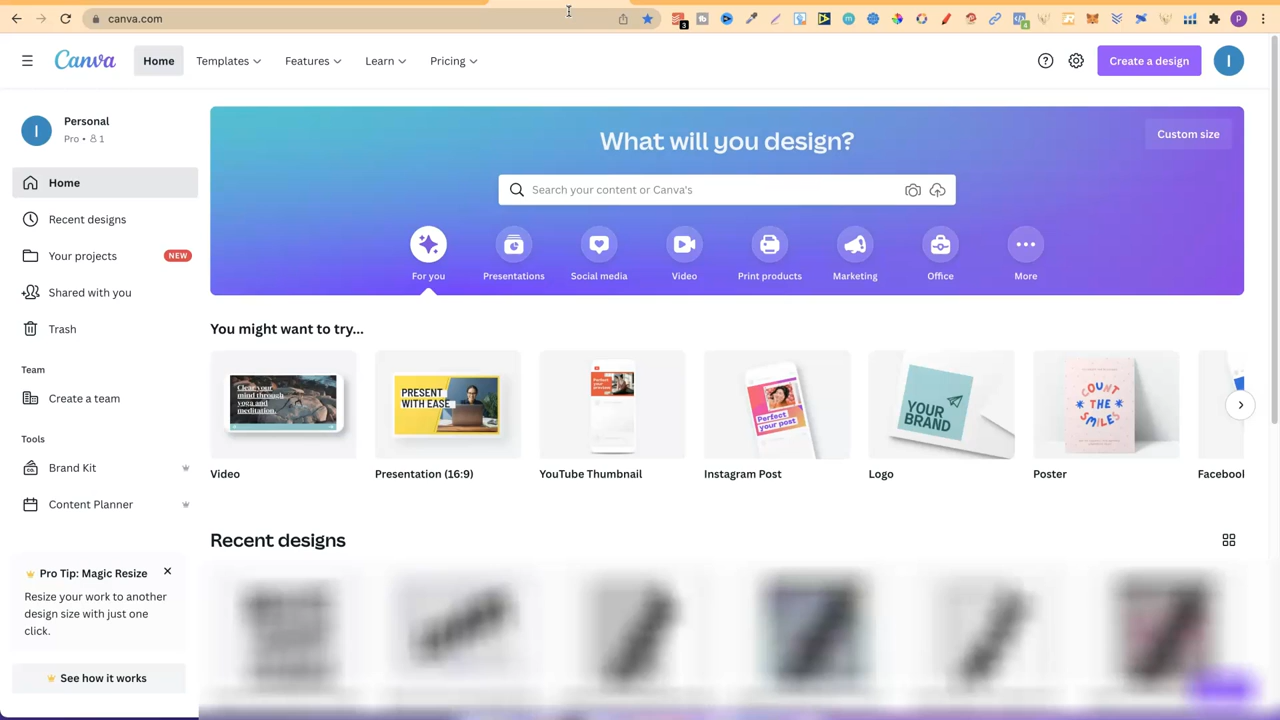 canva.com
3
4
P
Canva
Home
Templates
Features
Learn
Pricing
Create a design
I
I
Personal
Pro • 1
Home
Recent designs
Your projects
NEW
Shared with you
Trash
Team
Create a team
Tools
Brand Kit
Content Planner
Pro Tip: Magic Resize
Resize your work to another
design size with just one
click.
See how it works
What will you design?
Custom size
Search your content or Canva's
For you
Presentations
Social media
Video
Print products
Marketing
Office
More
You might want to try...
Clear your
mind through
yoga and
meditation.
PRESENT
WITH EASE
Perfect
your post
YOUR
BRAND
COUNT
THE
SMILES
Video
Presentation (16:9)
YouTube Thumbnail
Instagram Post
Logo
Poster
Facebook
Recent designs